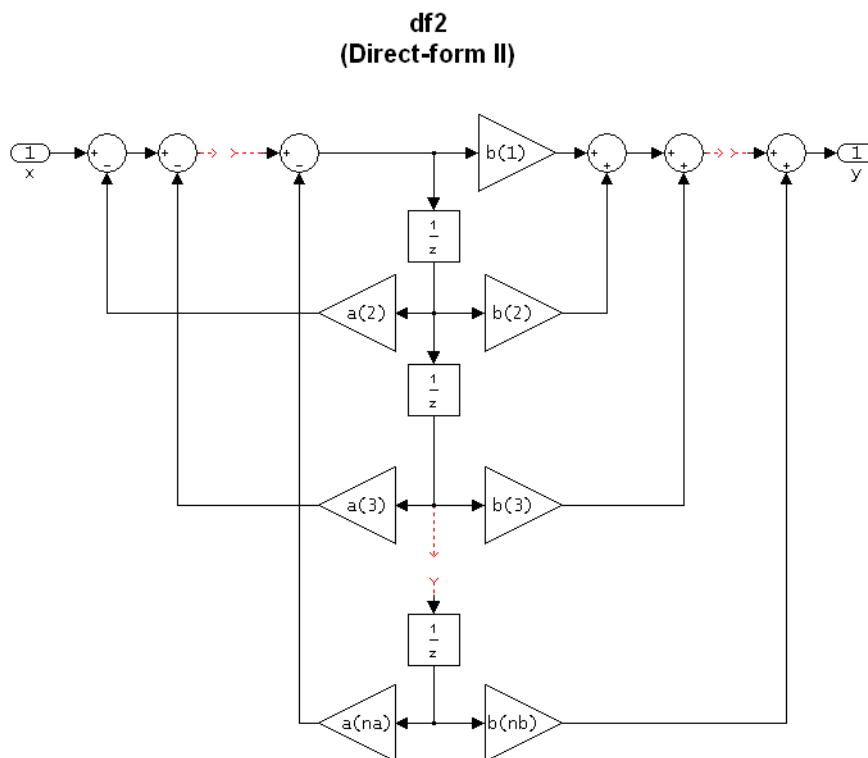 df2
(Direct-form II)
1 + + + b(1) + + + 1
x - - - + + + y
1
z
a(2) b(2)
1
z
a(3) b(3)
1
z
a(na) b(nb)